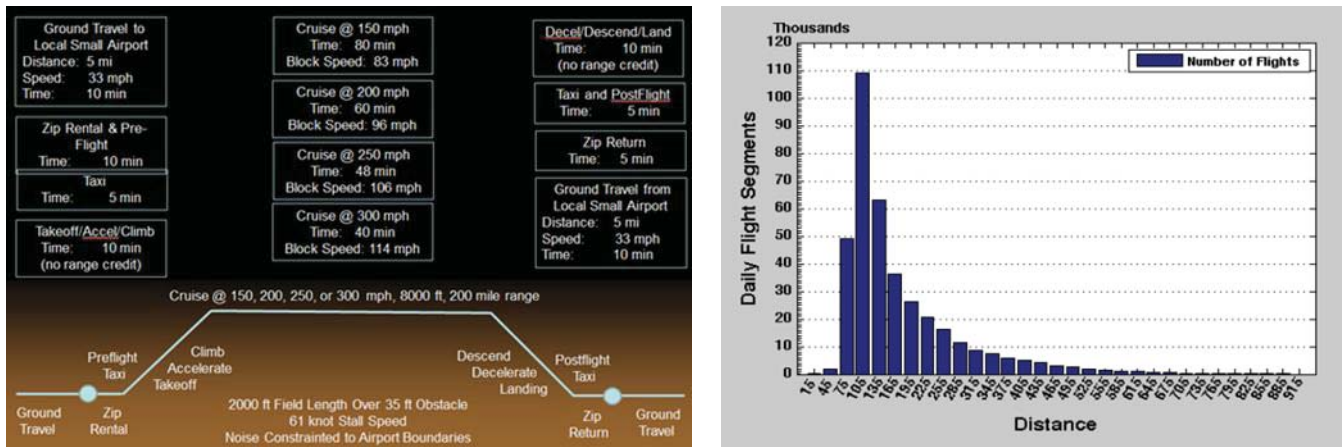 Ground Travel to
Local Small Airport
Distance: 5 mi
Speed: 33 mph
Time: 10 min
Zip Rental & Pre-
Flight
Time: 10 min
Taxi
Time: 5 min
Takeoff/Accel/Climb
Time: 10 min
(no range credit)
Cruise @ 150 mph
Time: 80 min
Block Speed: 83 mph
Cruise @ 200 mph
Time: 60 min
Block Speed: 96 mph
Cruise @ 250 mph
Time: 48 min
Block Speed: 106 mph
Cruise @ 300 mph
Time: 40 min
Block Speed: 114 mph
Decel/Descend/Land
Time: 10 min
(no range credit)
Taxi and PostFlight
Time: 5 min
Zip Return
Time: 5 min
Ground Travel from
Local Small Airport
Distance: 5 mi
Speed: 33 mph
Time: 10 min
Cruise @ 150, 200, 250, or 300 mph, 8000 ft, 200 mile range
Preflight
Taxi
Climb
Accelerate
Takeoff
Descend
Decelerate
Landing
Postflight
Taxi
Ground
Travel
Zip
Rental
2000 ft Field Length Over 35 ft Obstacle
61 knot Stall Speed
Noise Constrainted to Airport Boundaries
Zip
Return
Ground
Travel
Thousands
120
110
100
90
80
70
60
50
40
30
20
10
0
Daily Flight Segments
Number of Flights
15
45
75
105
135
165
195
225
255
285
315
345
375
405
435
465
495
525
555
585
615
645
675
705
735
765
795
825
855
885
915
Distance